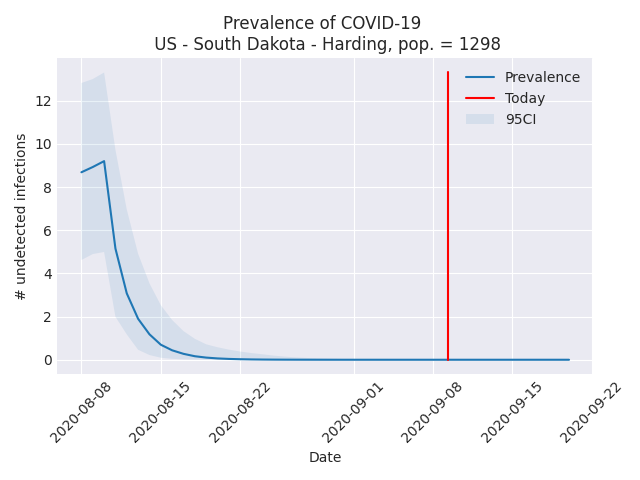 Prevalence of COVID-19
US - South Dakota - Harding, pop. = 1298
# undetected infections
12
10
8
6
4
2
0
Prevalence
Today
95CI
2020-08-08
2020-08-15
2020-08-22
2020-09-01
2020-09-08
2020-09-15
2020-09-22
Date